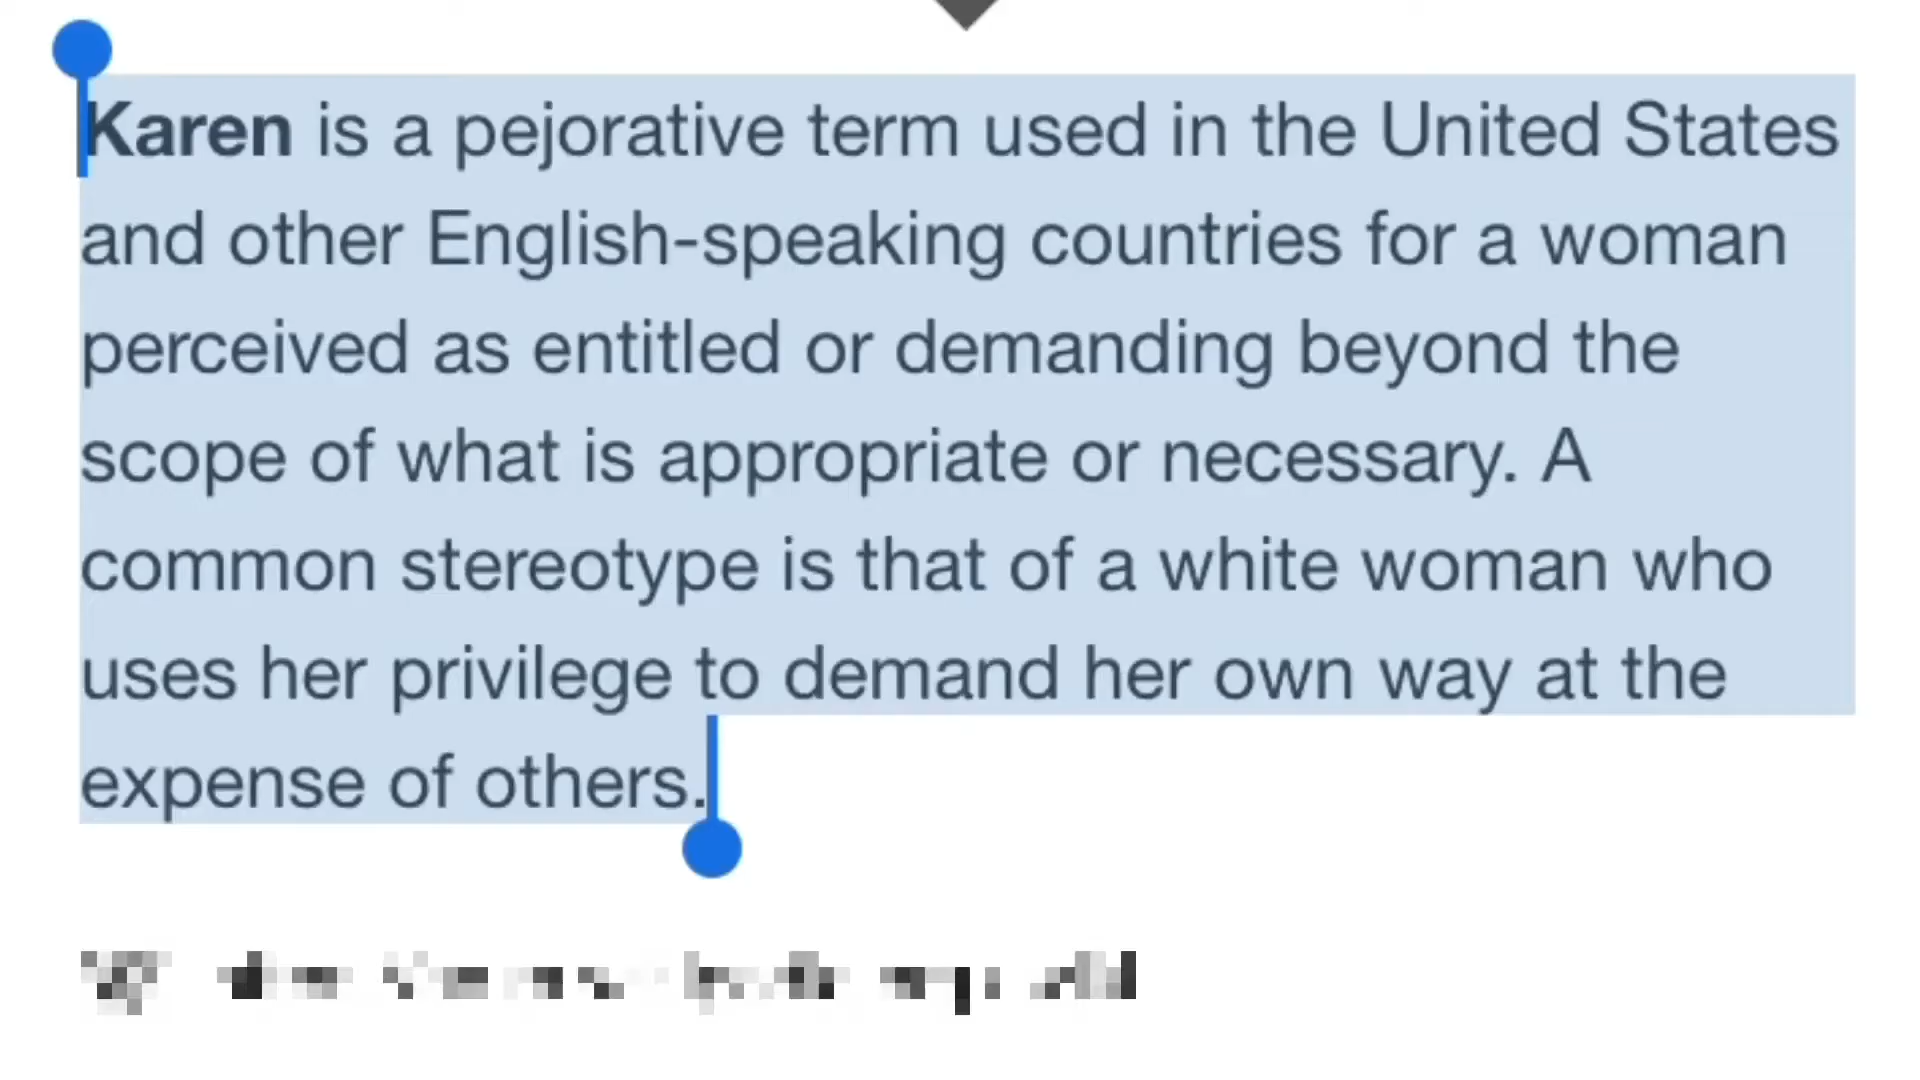 Karen is a pejorative term used in the United States
and other English-speaking countries for a woman
perceived as entitled or demanding beyond the
scope of what is appropriate or necessary. A
common stereotype is that of a white woman who
uses her privilege to demand her own way at the
expense of others.